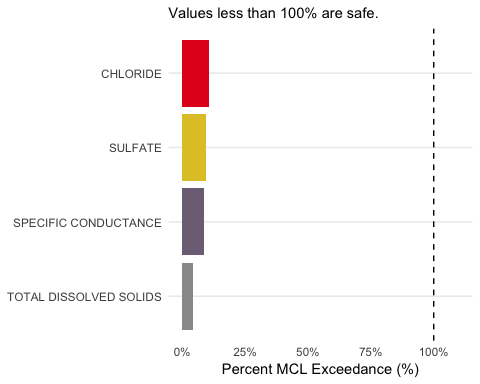 Values less than 100% are safe.
CHLORIDE
SULFATE
SPECIFIC CONDUCTANCE
TOTAL DISSOLVED SOLIDS
0% 25% 50% 75% 100%
Percent MCL Exceedance (%)